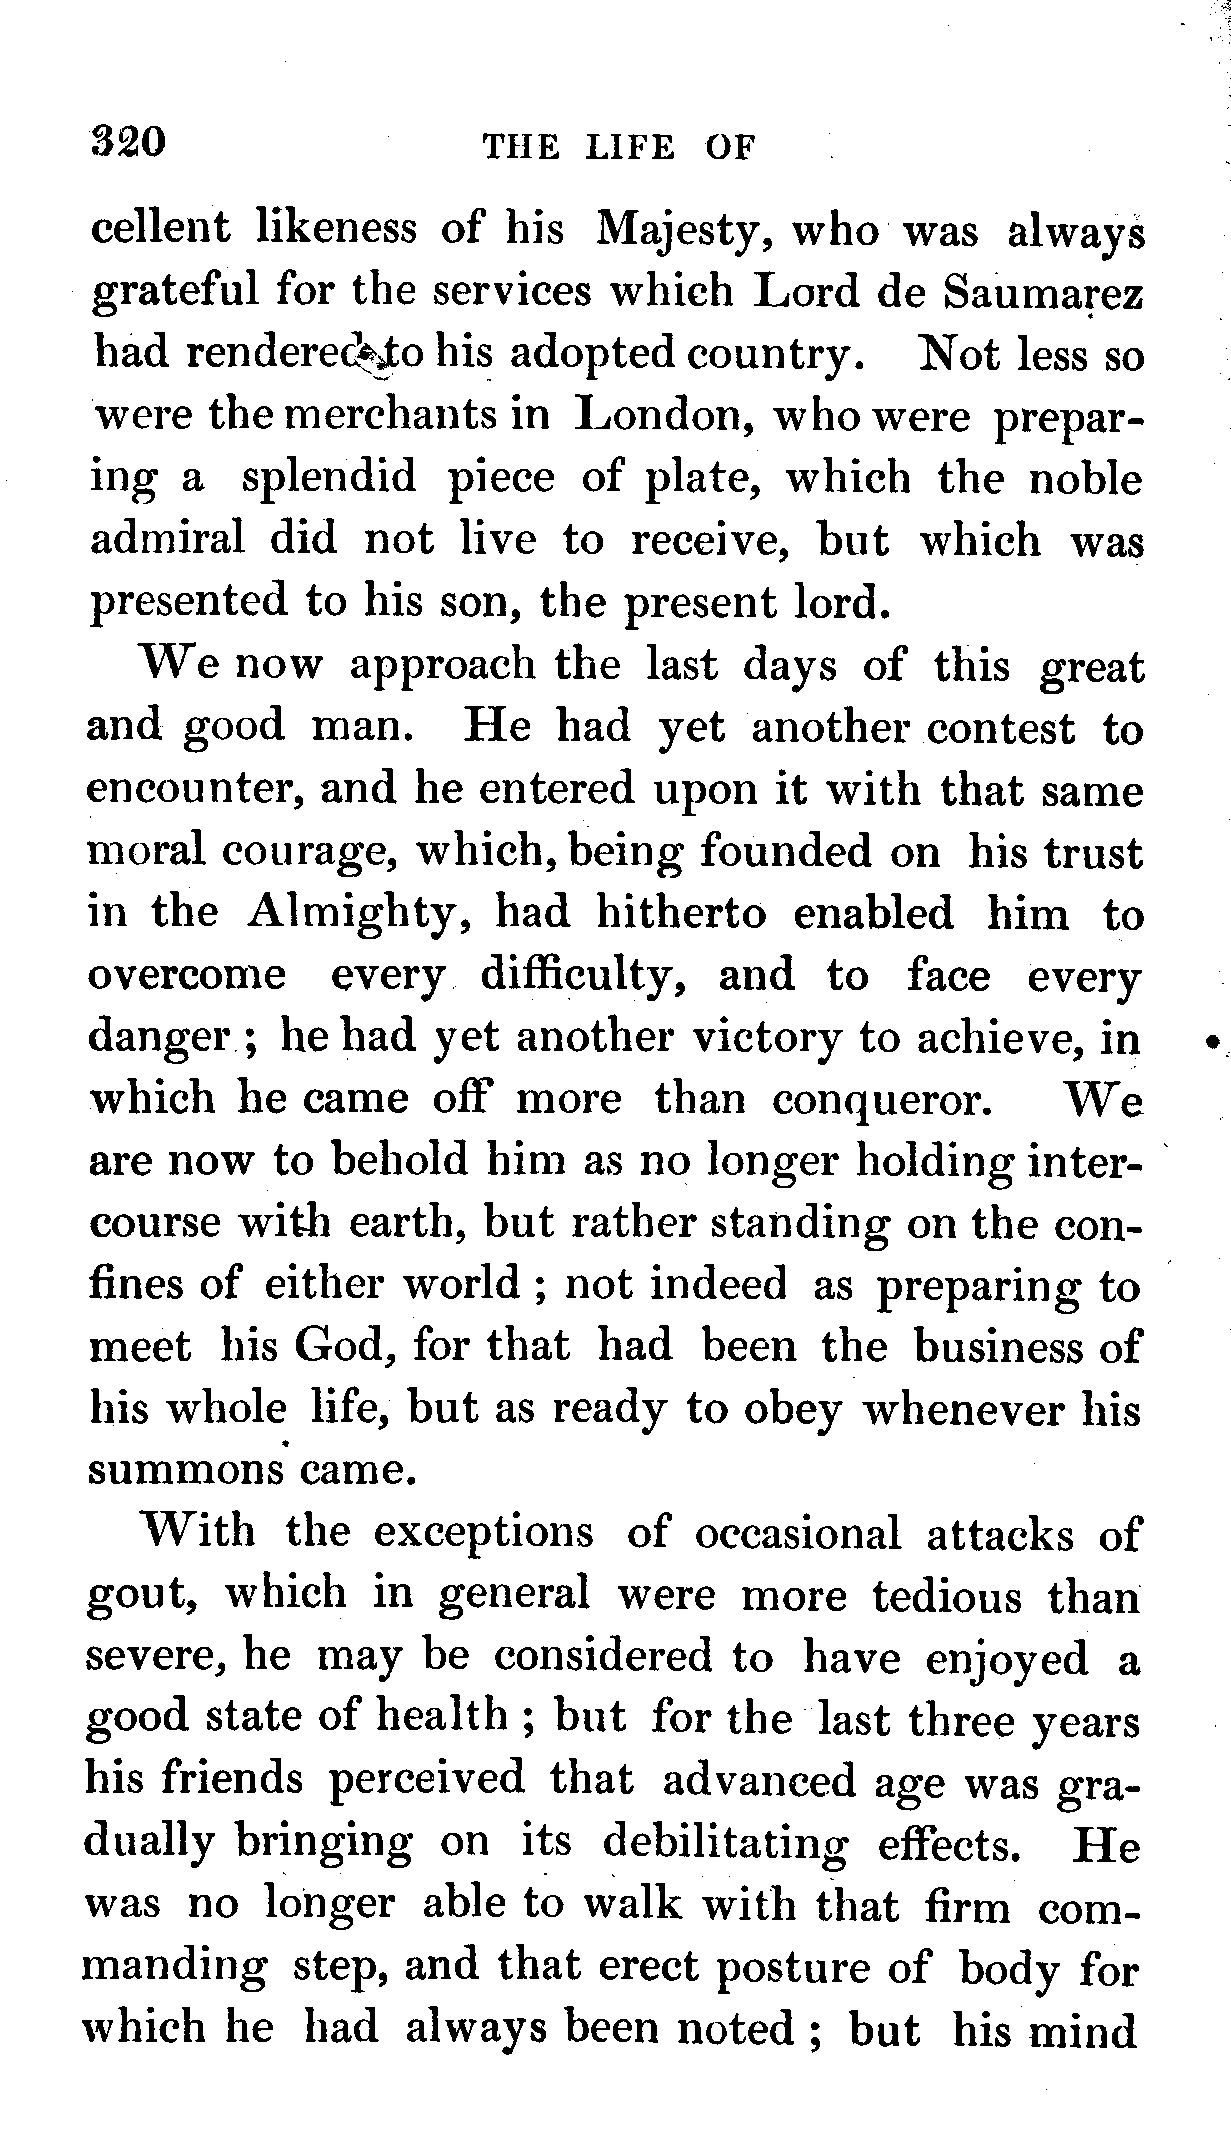 320 THE LIFE OF
cellent likeness of his Majesty, who was always
grateful for the services which Lord de Saumarez
had rendered to his adopted country. Not less so
were the merchants in London, who were prepar-
ing a splendid piece of plate, which the noble
admiral did not live to receive, but which was
presented to his son, the present lord.
We now approach the last days of this great
and good man. He had yet another contest to
encounter, and he entered upon it with that same
moral courage, which, being founded on his trust
in the Almighty, had hitherto enabled him to
overcome every difficulty, and to face every
danger ; he had yet another victory to achieve, in
which he came off more than conqueror. We
are now to behold him as no longer holding inter-
course with earth, but rather standing on the con-
fines of either world ; not indeed as preparing to
meet his God, for that had been the business of
his whole life, but as ready to obey whenever his
summons came.
With the exceptions of occasional attacks of
gout, which in general were more tedious than
severe, he may be considered to have enjoyed a
good state of health ; but for the last three years
his friends perceived that advanced age was gra-
dually bringing on its debilitating effects. He
was no longer able to walk with that firm com-
manding step, and that erect posture of body for
which he had always been noted ; but his mind